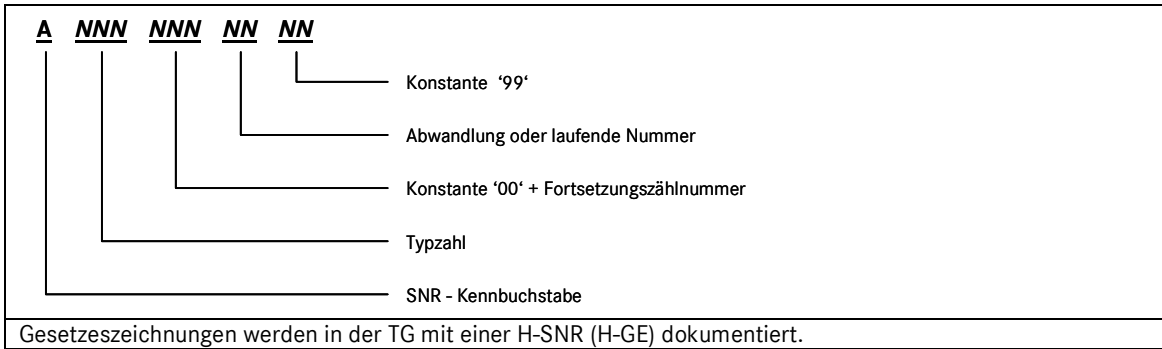 A NNN NNN NN NN
Konstante ‘99‘
Abwandlung oder laufende Nummer
Konstante ‘00‘ + Fortsetzungszählnummer
Typzahl
SNR - Kennbuchstabe
Gesetzeszeichnungen werden in der TG mit einer H-SNR (H-GE) dokumentiert.